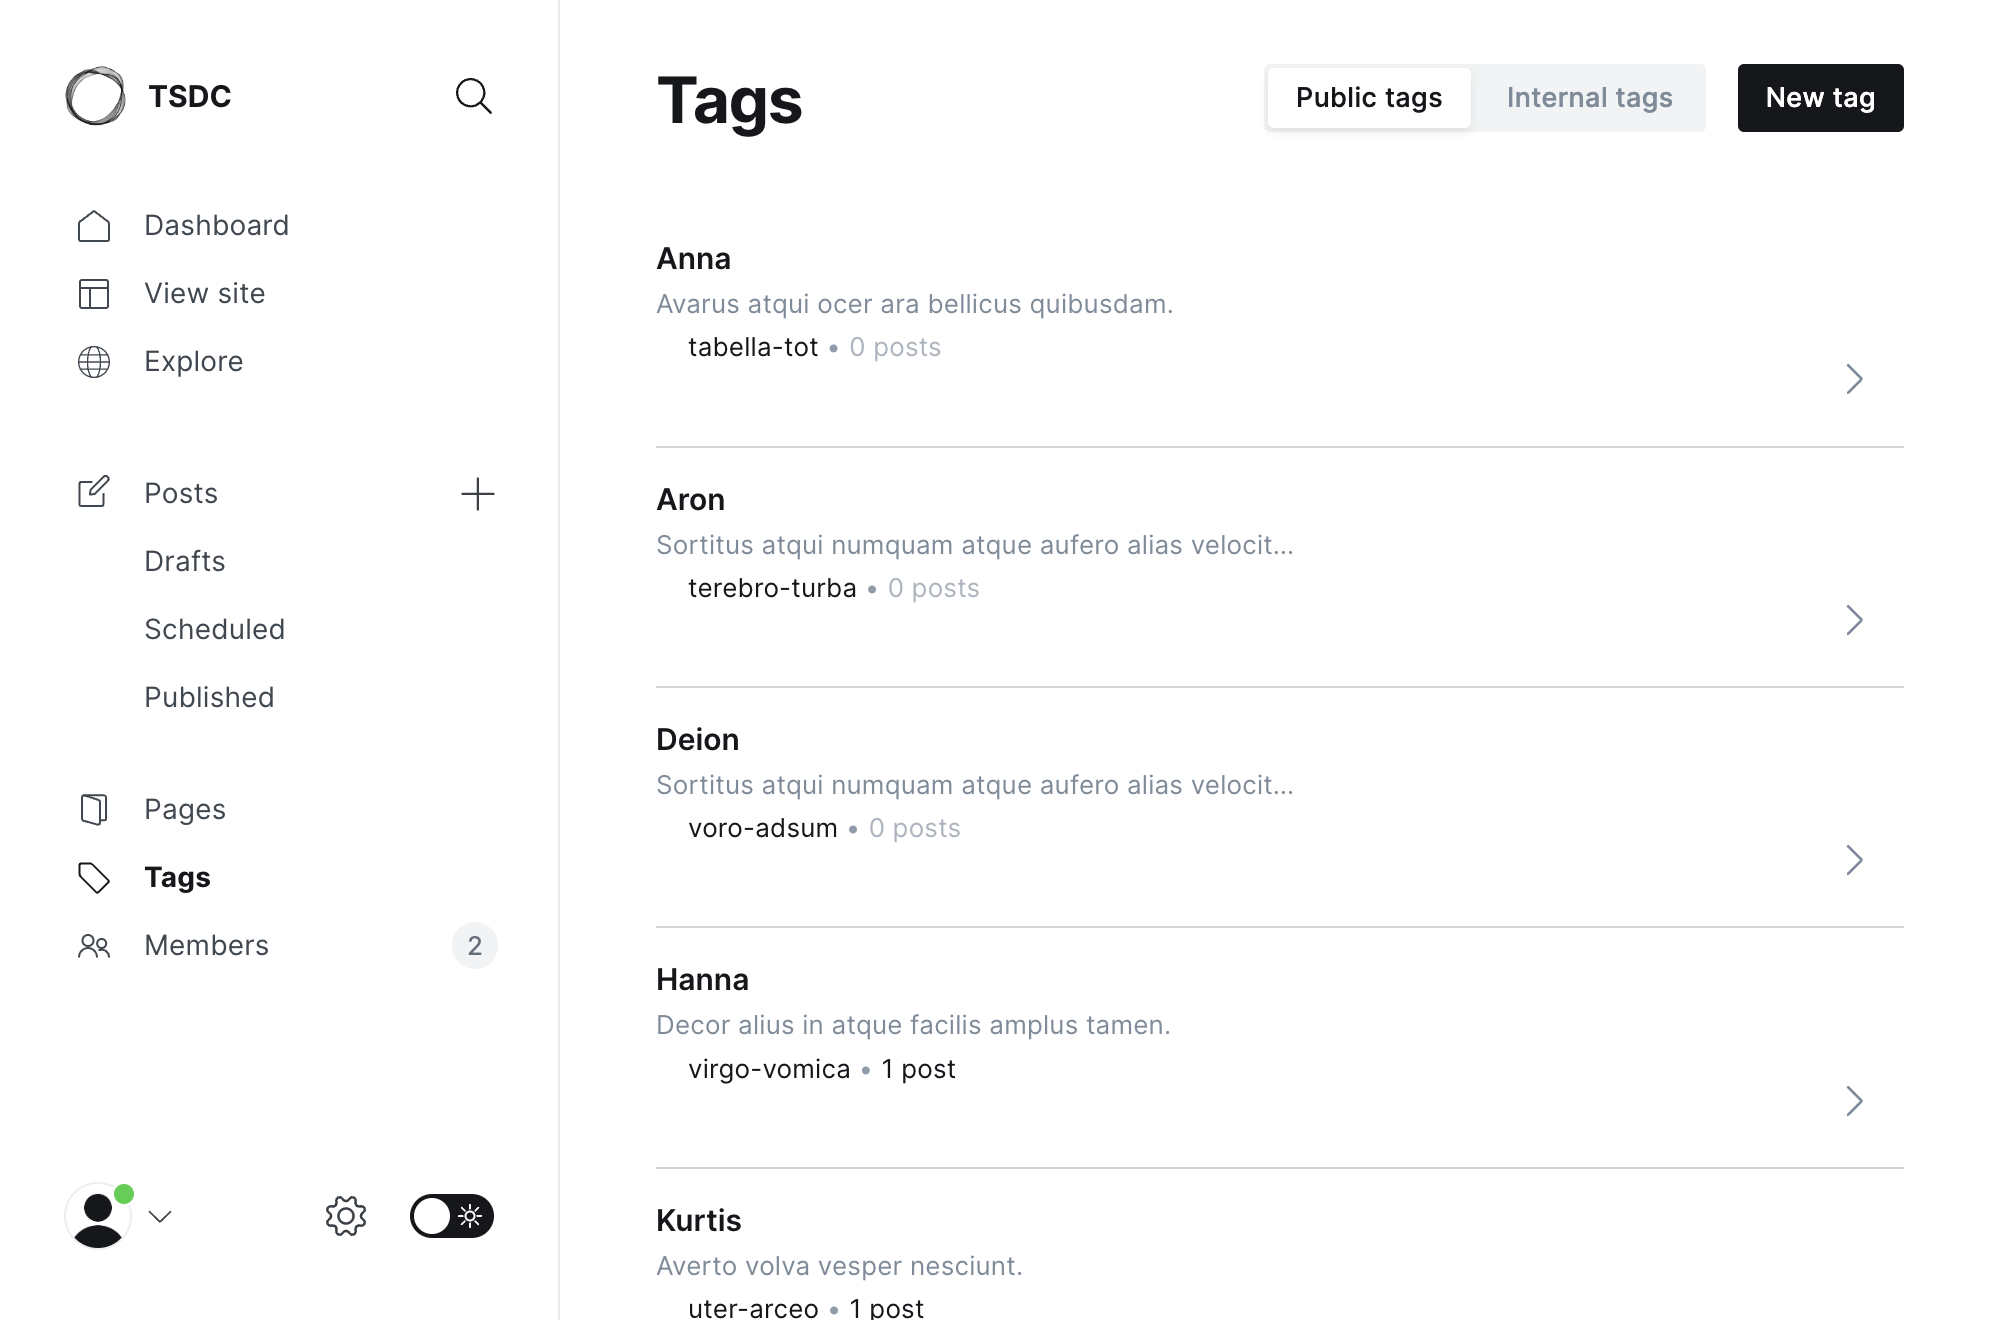 TSDC
Dashboard
View site
Explore
Posts
Drafts
Scheduled
Published
Pages
Tags
Members
2
Tags
Public tags
Internal tags
New tag
Anna
Avarus atqui ocer ara bellicus quibusdam.
tabella-tot • 0 posts
Aron
Sortitus atqui numquam atque aufero alias velocit...
terebro-turba • 0 posts
Deion
Sortitus atqui numquam atque aufero alias velocit...
voro-adsum • 0 posts
Hanna
Decor alius in atque facilis amplus tamen.
virgo-vomica • 1 post
Kurtis
Averto volva vesper nesciunt.
uter-arceo • 1 post